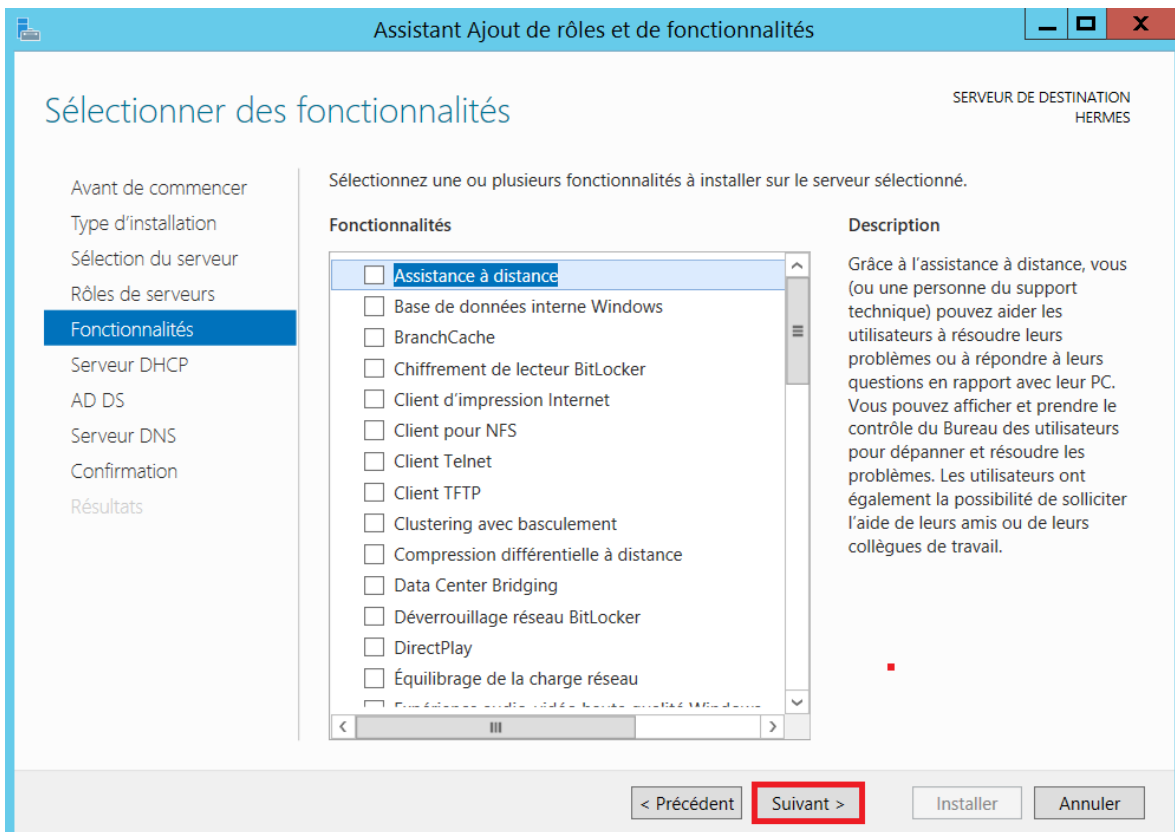 Assistant Ajout de rôles et de fonctionnalités
Sélectionner des fonctionnalités
SERVEUR DE DESTINATION
HERMES
Avant de commencer
Type d'installation
Sélection du serveur
Rôles de serveurs
Fonctionnalités
Serveur DHCP
AD DS
Serveur DNS
Confirmation
Résultats
Sélectionnez une ou plusieurs fonctionnalités à installer sur le serveur sélectionné.
Fonctionnalités
Assistance à distance
Base de données interne Windows
BranchCache
Chiffrement de lecteur BitLocker
Client d'impression Internet
Client pour NFS
Client Telnet
Client TFTP
Clustering avec basculement
Compression différentielle à distance
Data Center Bridging
Déverrouillage réseau BitLocker
DirectPlay
Équilibrage de la charge réseau
Description
Grâce à l'assistance à distance, vous
(ou une personne du support
technique) pouvez aider les
utilisateurs à résoudre leurs
problèmes ou à répondre à leurs
questions en rapport avec leur PC.
Vous pouvez afficher et prendre le
contrôle du Bureau des utilisateurs
pour dépanner et résoudre les
problèmes. Les utilisateurs ont
également la possibilité de solliciter
l'aide de leurs amis ou de leurs
collègues de travail.
< Précédent
Suivant >
Installer
Annuler